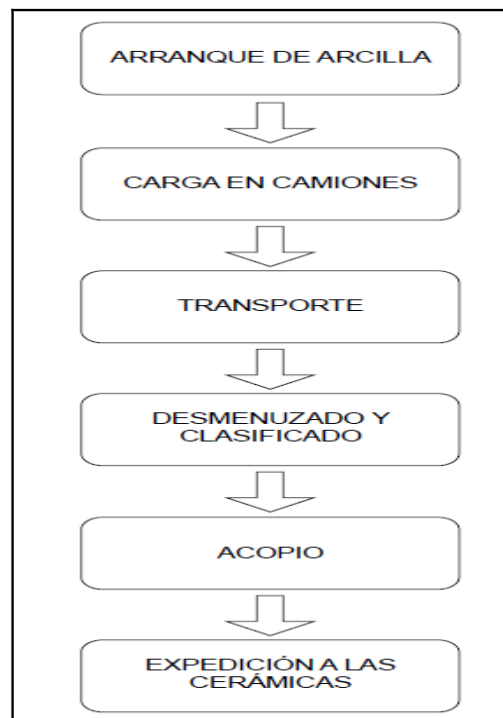 ARRANQUE DE ARCILLA
CARGA EN CAMIONES
TRANSPORTE
DESMENUZADO Y
CLASIFICADO
ACOPIO
EXPEDICIÓN A LAS
CERÁMICAS